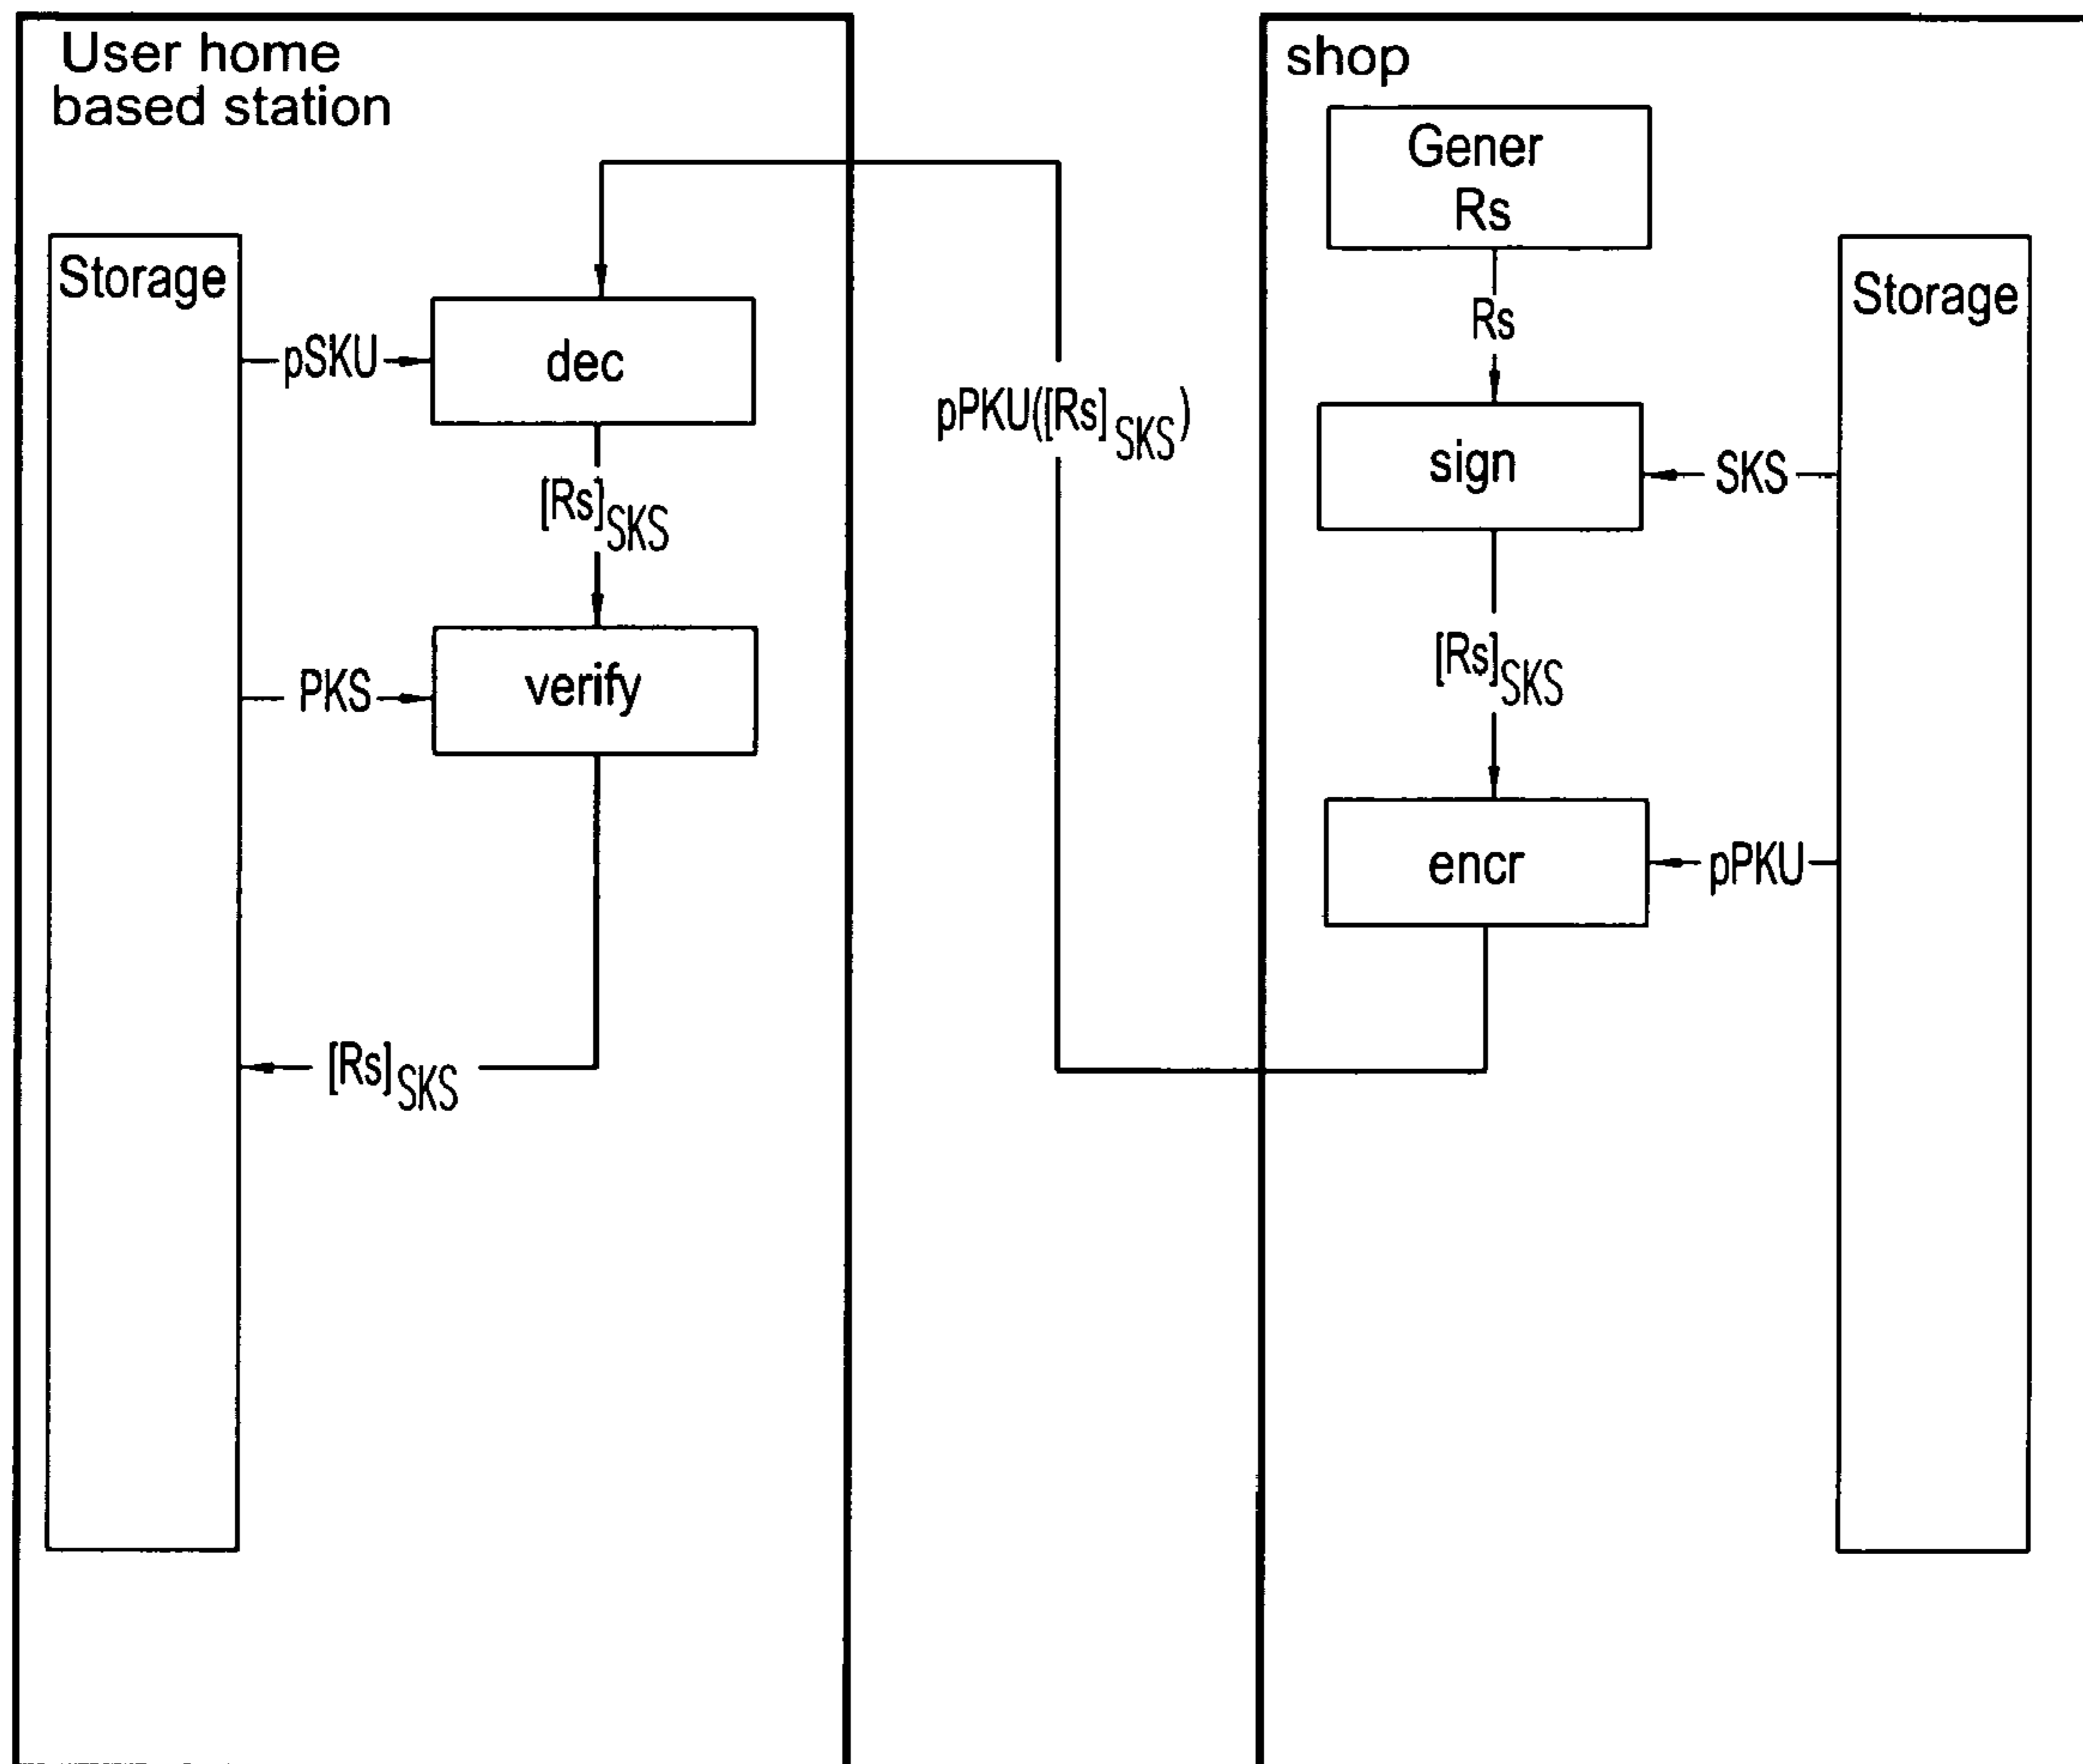 User home
based station
Storage
pSKU
dec
[Rs]SKS
PKS
verify
[Rs]SKS
pPKU([Rs]SKS)
shop
Gener
Rs
Rs
Storage
sign
SKS
[Rs]SKS
encr
pPKU